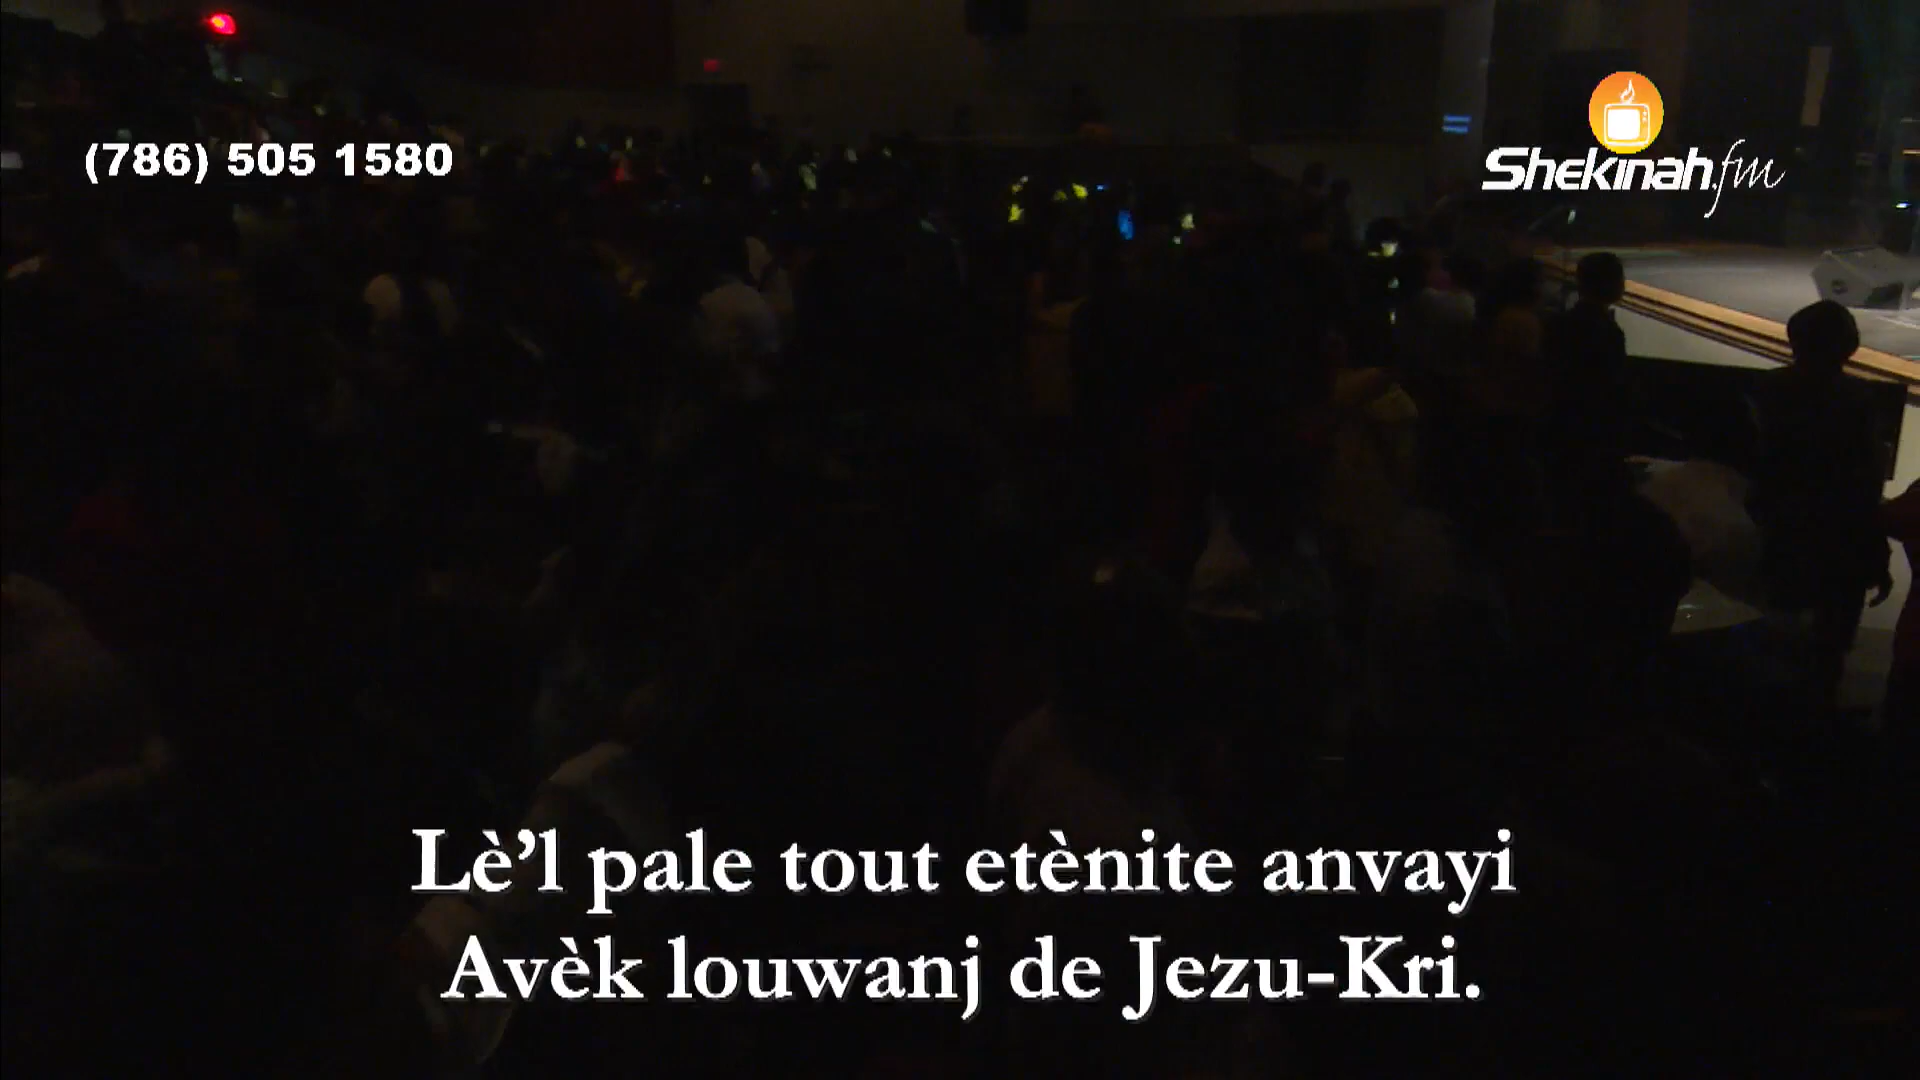 (786) 505 1580
Shekinah.fm
Lè’l pale tout etènite anvayi
Avèk louwanj de Jezu-Kri.